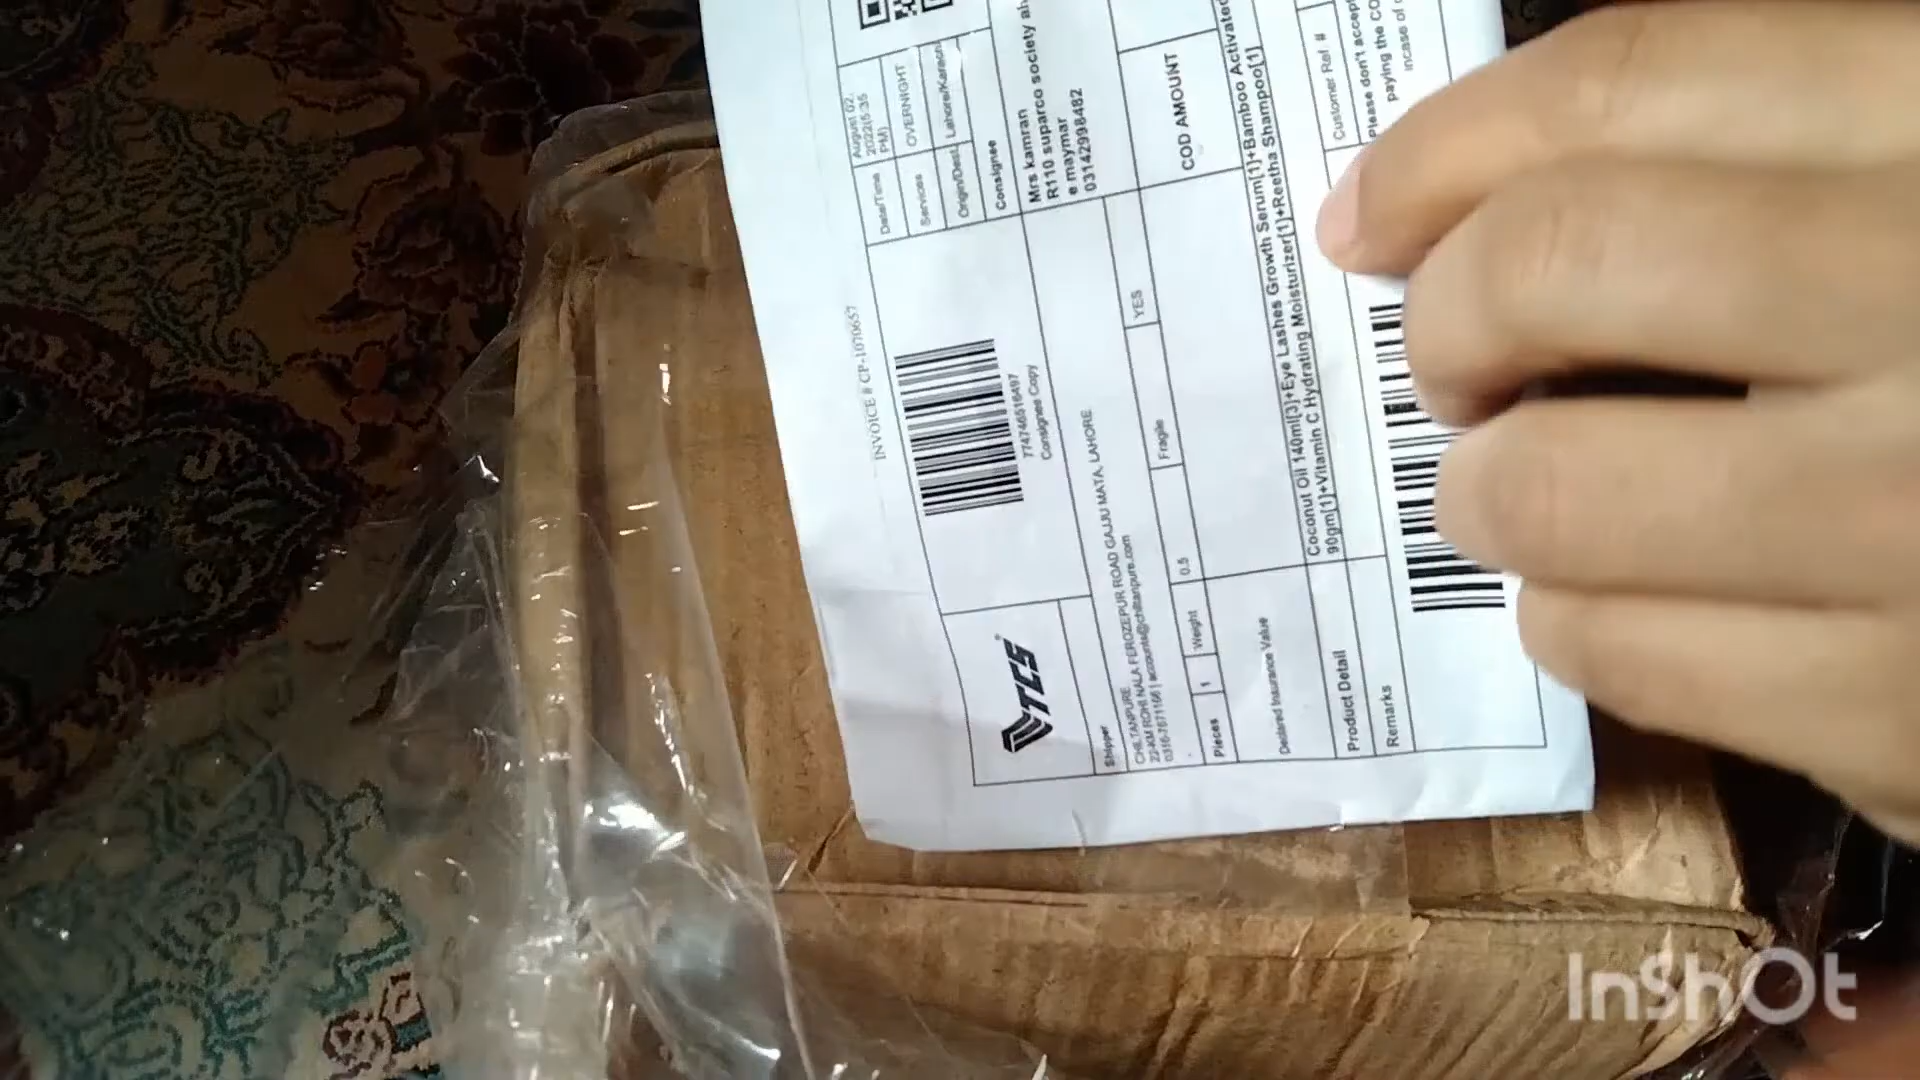 INVOICE # CP-1070657
TCS
7747465516497
Consignee Copy
Date/Time
August 02, 2022(5:35 PM)
Services
OVERNIGHT
Origin/Dest.
Lahore/Karachi
Shipper
CHILTANPURE
22-KM ROHI NALA FEROZEPUR ROAD GAJJU MATA, LAHORE
| accounts@chiltanpure.com
Consignee
Mrs kamran
R110 suparco society
e maymar
03142998482
Pieces
1
Weight
0.5
Fragile
YES
Declared Insurance Value
COD AMOUNT
Product Detail
Coconut Oil 140ml[3]+Eye Lashes Growth Serum[1]+Bamboo Activated
90gm[1]+Vitamin C Hydrating Moisturizer[1]+Reetha Shampoo[1]
Remarks
Customer Ref. #
Please don't accept
paying the
incase of
InShOt